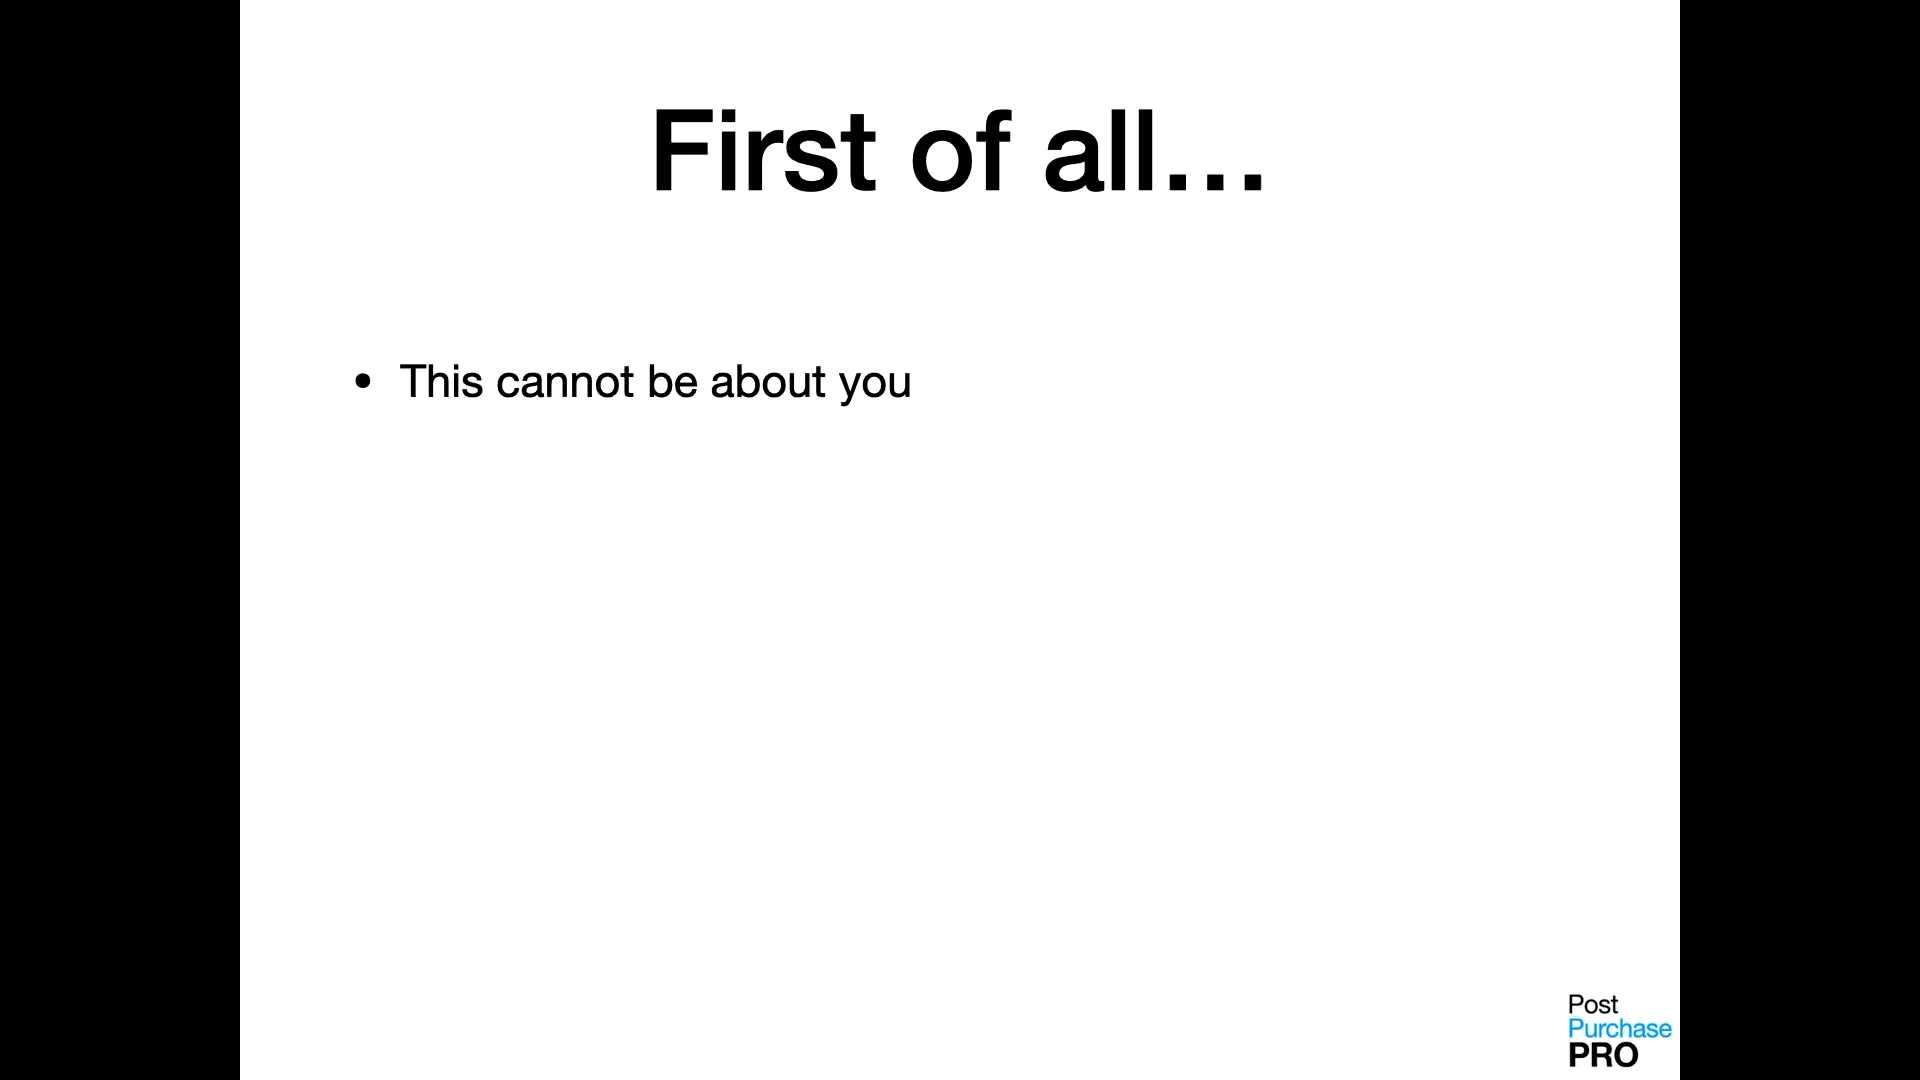 First of all...
• This cannot be about you
Post
Purchase
PRO